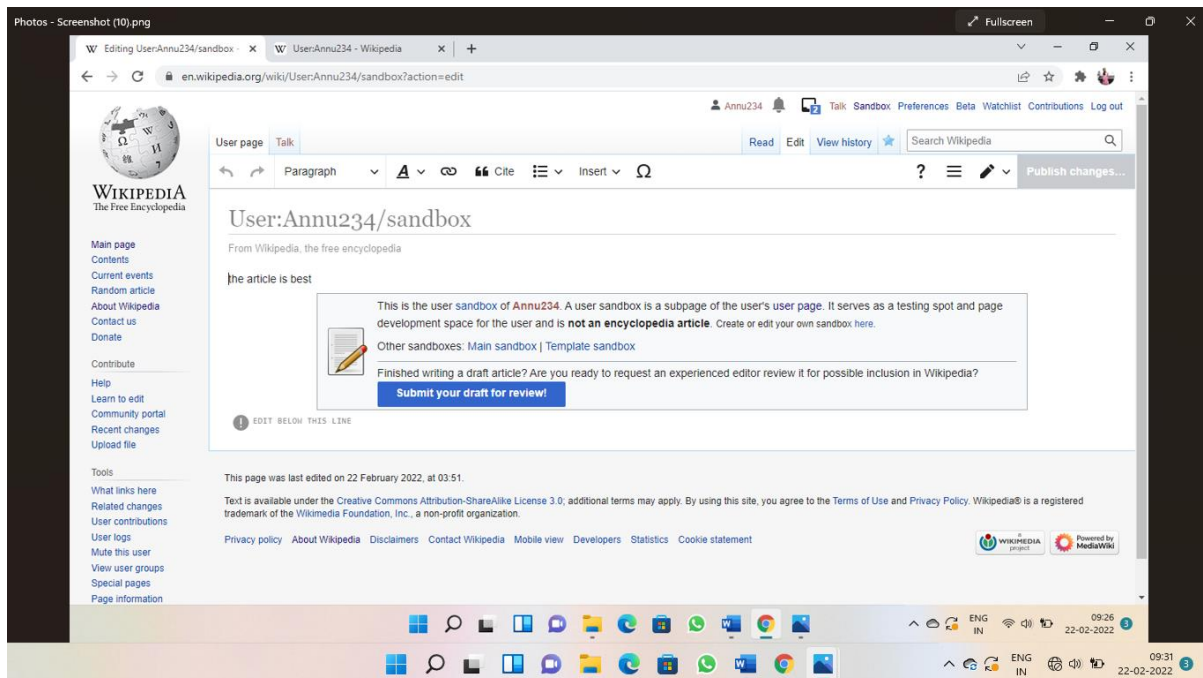 Photos - Screenshot (10).png
Fullscreen
Editing User:Annu234/sandbox -
User:Annu234 - Wikipedia
en.wikipedia.org/wiki/User:Annu234/sandbox?action=edit
Annu234 2 Talk Sandbox Preferences Beta Watchlist Contributions Log out
User page Talk Read Edit View history Search Wikipedia
Paragraph A Cite Insert Ω ? Publish changes...
WIKIPEDIA
The Free Encyclopedia
Main page
Contents
Current events
Random article
About Wikipedia
Contact us
Donate
Contribute
Help
Learn to edit
Community portal
Recent changes
Upload file
Tools
What links here
Related changes
User contributions
User logs
Mute this user
View user groups
Special pages
Page information
User:Annu234/sandbox
From Wikipedia, the free encyclopedia
the article is best
This is the user sandbox of Annu234. A user sandbox is a subpage of the user's user page. It serves as a testing spot and page
development space for the user and is not an encyclopedia article. Create or edit your own sandbox here.
Other sandboxes: Main sandbox | Template sandbox
Finished writing a draft article? Are you ready to request an experienced editor review it for possible inclusion in Wikipedia?
Submit your draft for review!
EDIT BELOW THIS LINE
This page was last edited on 22 February 2022, at 03:51.
Text is available under the Creative Commons Attribution-ShareAlike License 3.0; additional terms may apply. By using this site, you agree to the Terms of Use and Privacy Policy. Wikipedia® is a registered
trademark of the Wikimedia Foundation, Inc., a non-profit organization.
Privacy policy About Wikipedia Disclaimers Contact Wikipedia Mobile view Developers Statistics Cookie statement
A WIKIMEDIA project
Powered by MediaWiki
ENG IN 09:26 22-02-2022 3
ENG IN 09:31 22-02-2022 3